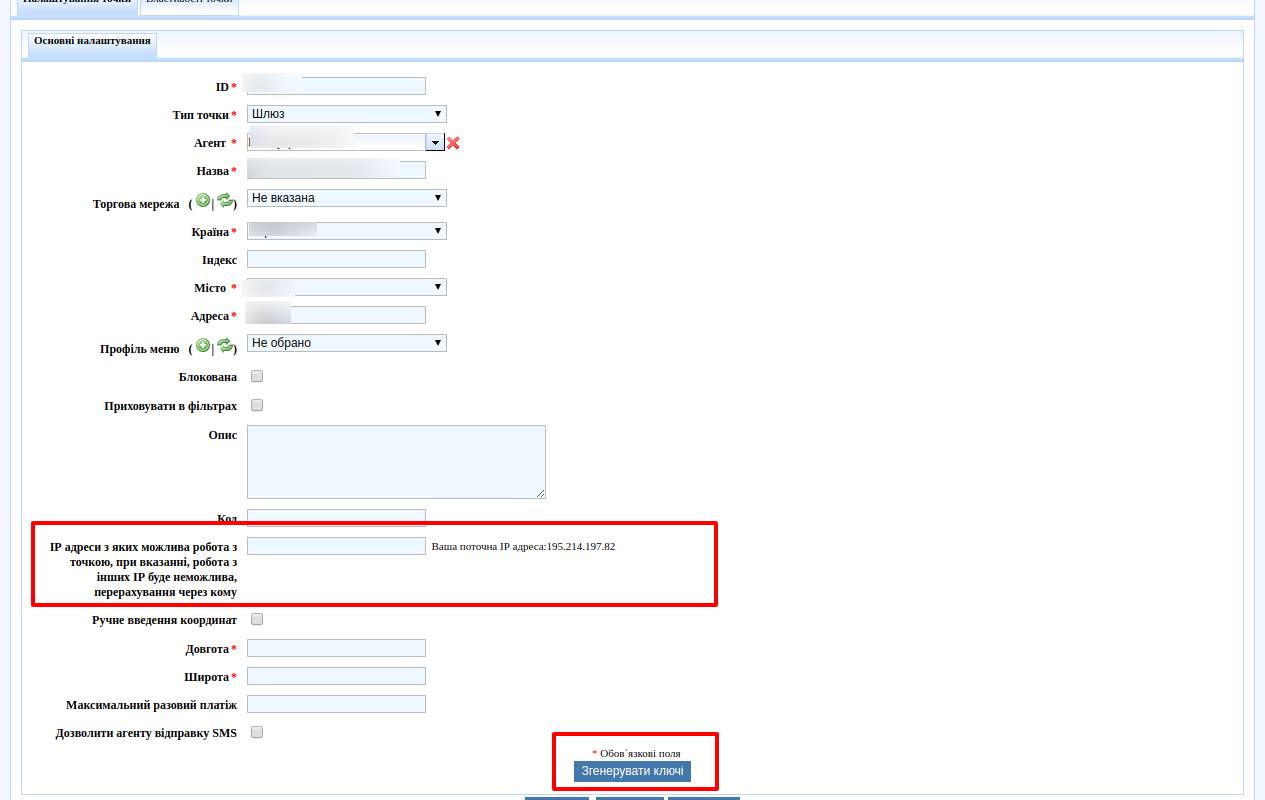 Налаштування точки Властивості точки
Основні налаштування
ID *
Тип точки * Шлюз
Агент *
Назва *
Торгова мережа ( | ) Не вказана
Країна *
Індекс
Місто *
Адреса *
Профіль меню ( | ) Не обрано
Блокована
Приховувати в фільтрах
Опис
Код
IP адреси з яких можлива робота з Ваша поточна IP адреса:195.214.197.82
точкою, при вказанні, робота з
інших IP буде неможлива,
перерахування через кому
Ручне введення координат
Довгота *
Широта *
Максимальний разовий платіж
Дозволити агенту відправку SMS
* Обов`язкові поля
Згенерувати ключі